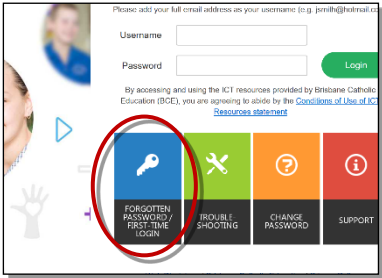 Please add your full email address as your username (e.g. jsmith@hotmail.co
Username
Password
Login
By accessing and using the ICT resources provided by Brisbane Catholic
Education (BCE), you are agreeing to abide by the Conditions of Use of ICT
Resources statement
FORGOTTEN
PASSWORD /
FIRST-TIME
LOGIN
TROUBLE-
SHOOTING
CHANGE
PASSWORD
SUPPORT